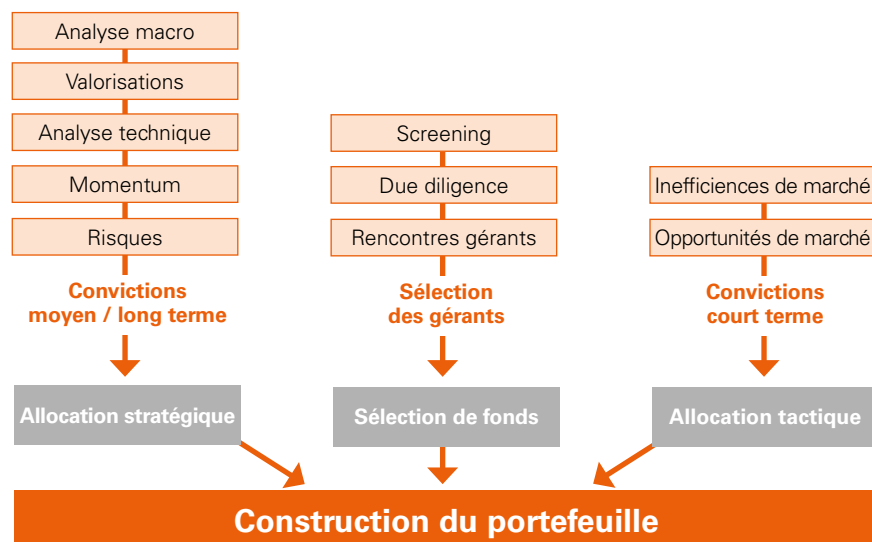 Analyse macro
Valorisations
Analyse technique
Momentum
Risques
Convictions
moyen / long terme
Allocation stratégique
Screening
Due diligence
Rencontres gérants
Sélection
des gérants
Sélection de fonds
Inefficiences de marché
Opportunités de marché
Convictions
court terme
Allocation tactique
Construction du portefeuille